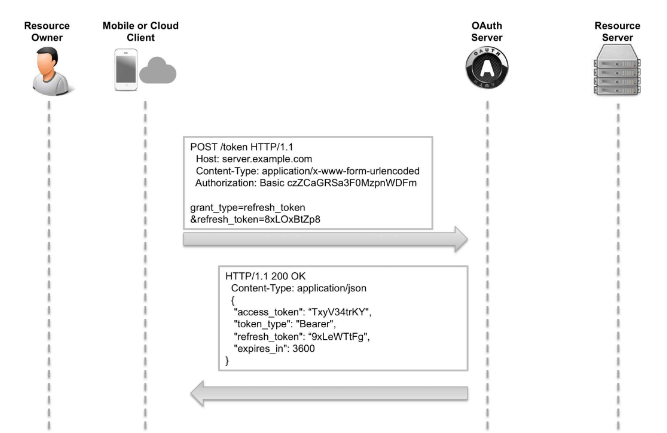 Resource
Owner
Mobile or Cloud
Client
OAuth
Server
Resource
Server
OAUTH
A
POST /token HTTP/1.1
Host: server.example.com
Content-Type: application/x-www-form-urlencoded
Authorization: Basic czZCaGRSa3F0MzpnWDFm
grant_type=refresh_token
&refresh_token=8xLOxBtZp8
HTTP/1.1 200 OK
Content-Type: application/json
{
"access_token": “TxyV34trKY",
"token_type": "Bearer",
"refresh_token": “9xLeWTtFg",
"expires_in": 3600
}